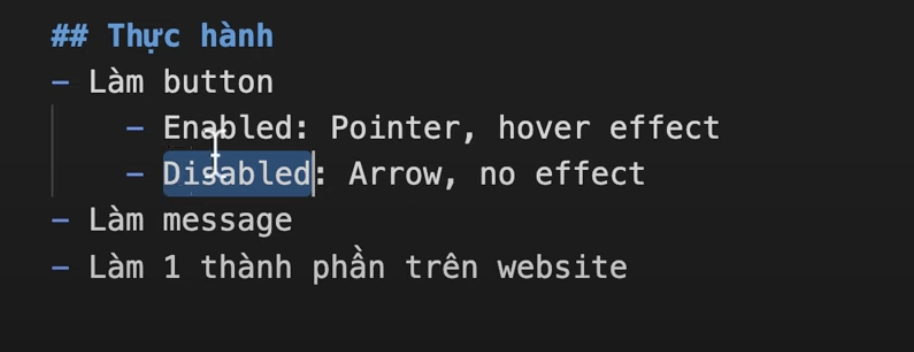 ## Thực hành
- Làm button
- Enabled: Pointer, hover effect
- Disabled: Arrow, no effect
- Làm message
- Làm 1 thành phần trên website